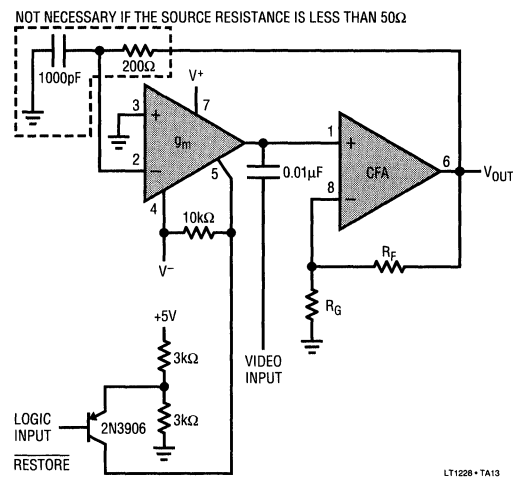 NOT NECESSARY IF THE SOURCE RESISTANCE IS LESS THAN 50Ω
1000pF
200Ω
V+
7
3
+
gm
2
−
5
4
10kΩ
V−
0.01µF
1
+
CFA
6
VOUT
8
−
RF
RG
VIDEO
INPUT
+5V
3kΩ
3kΩ
LOGIC
INPUT
2N3906
RESTORE
LT1228 • TA13